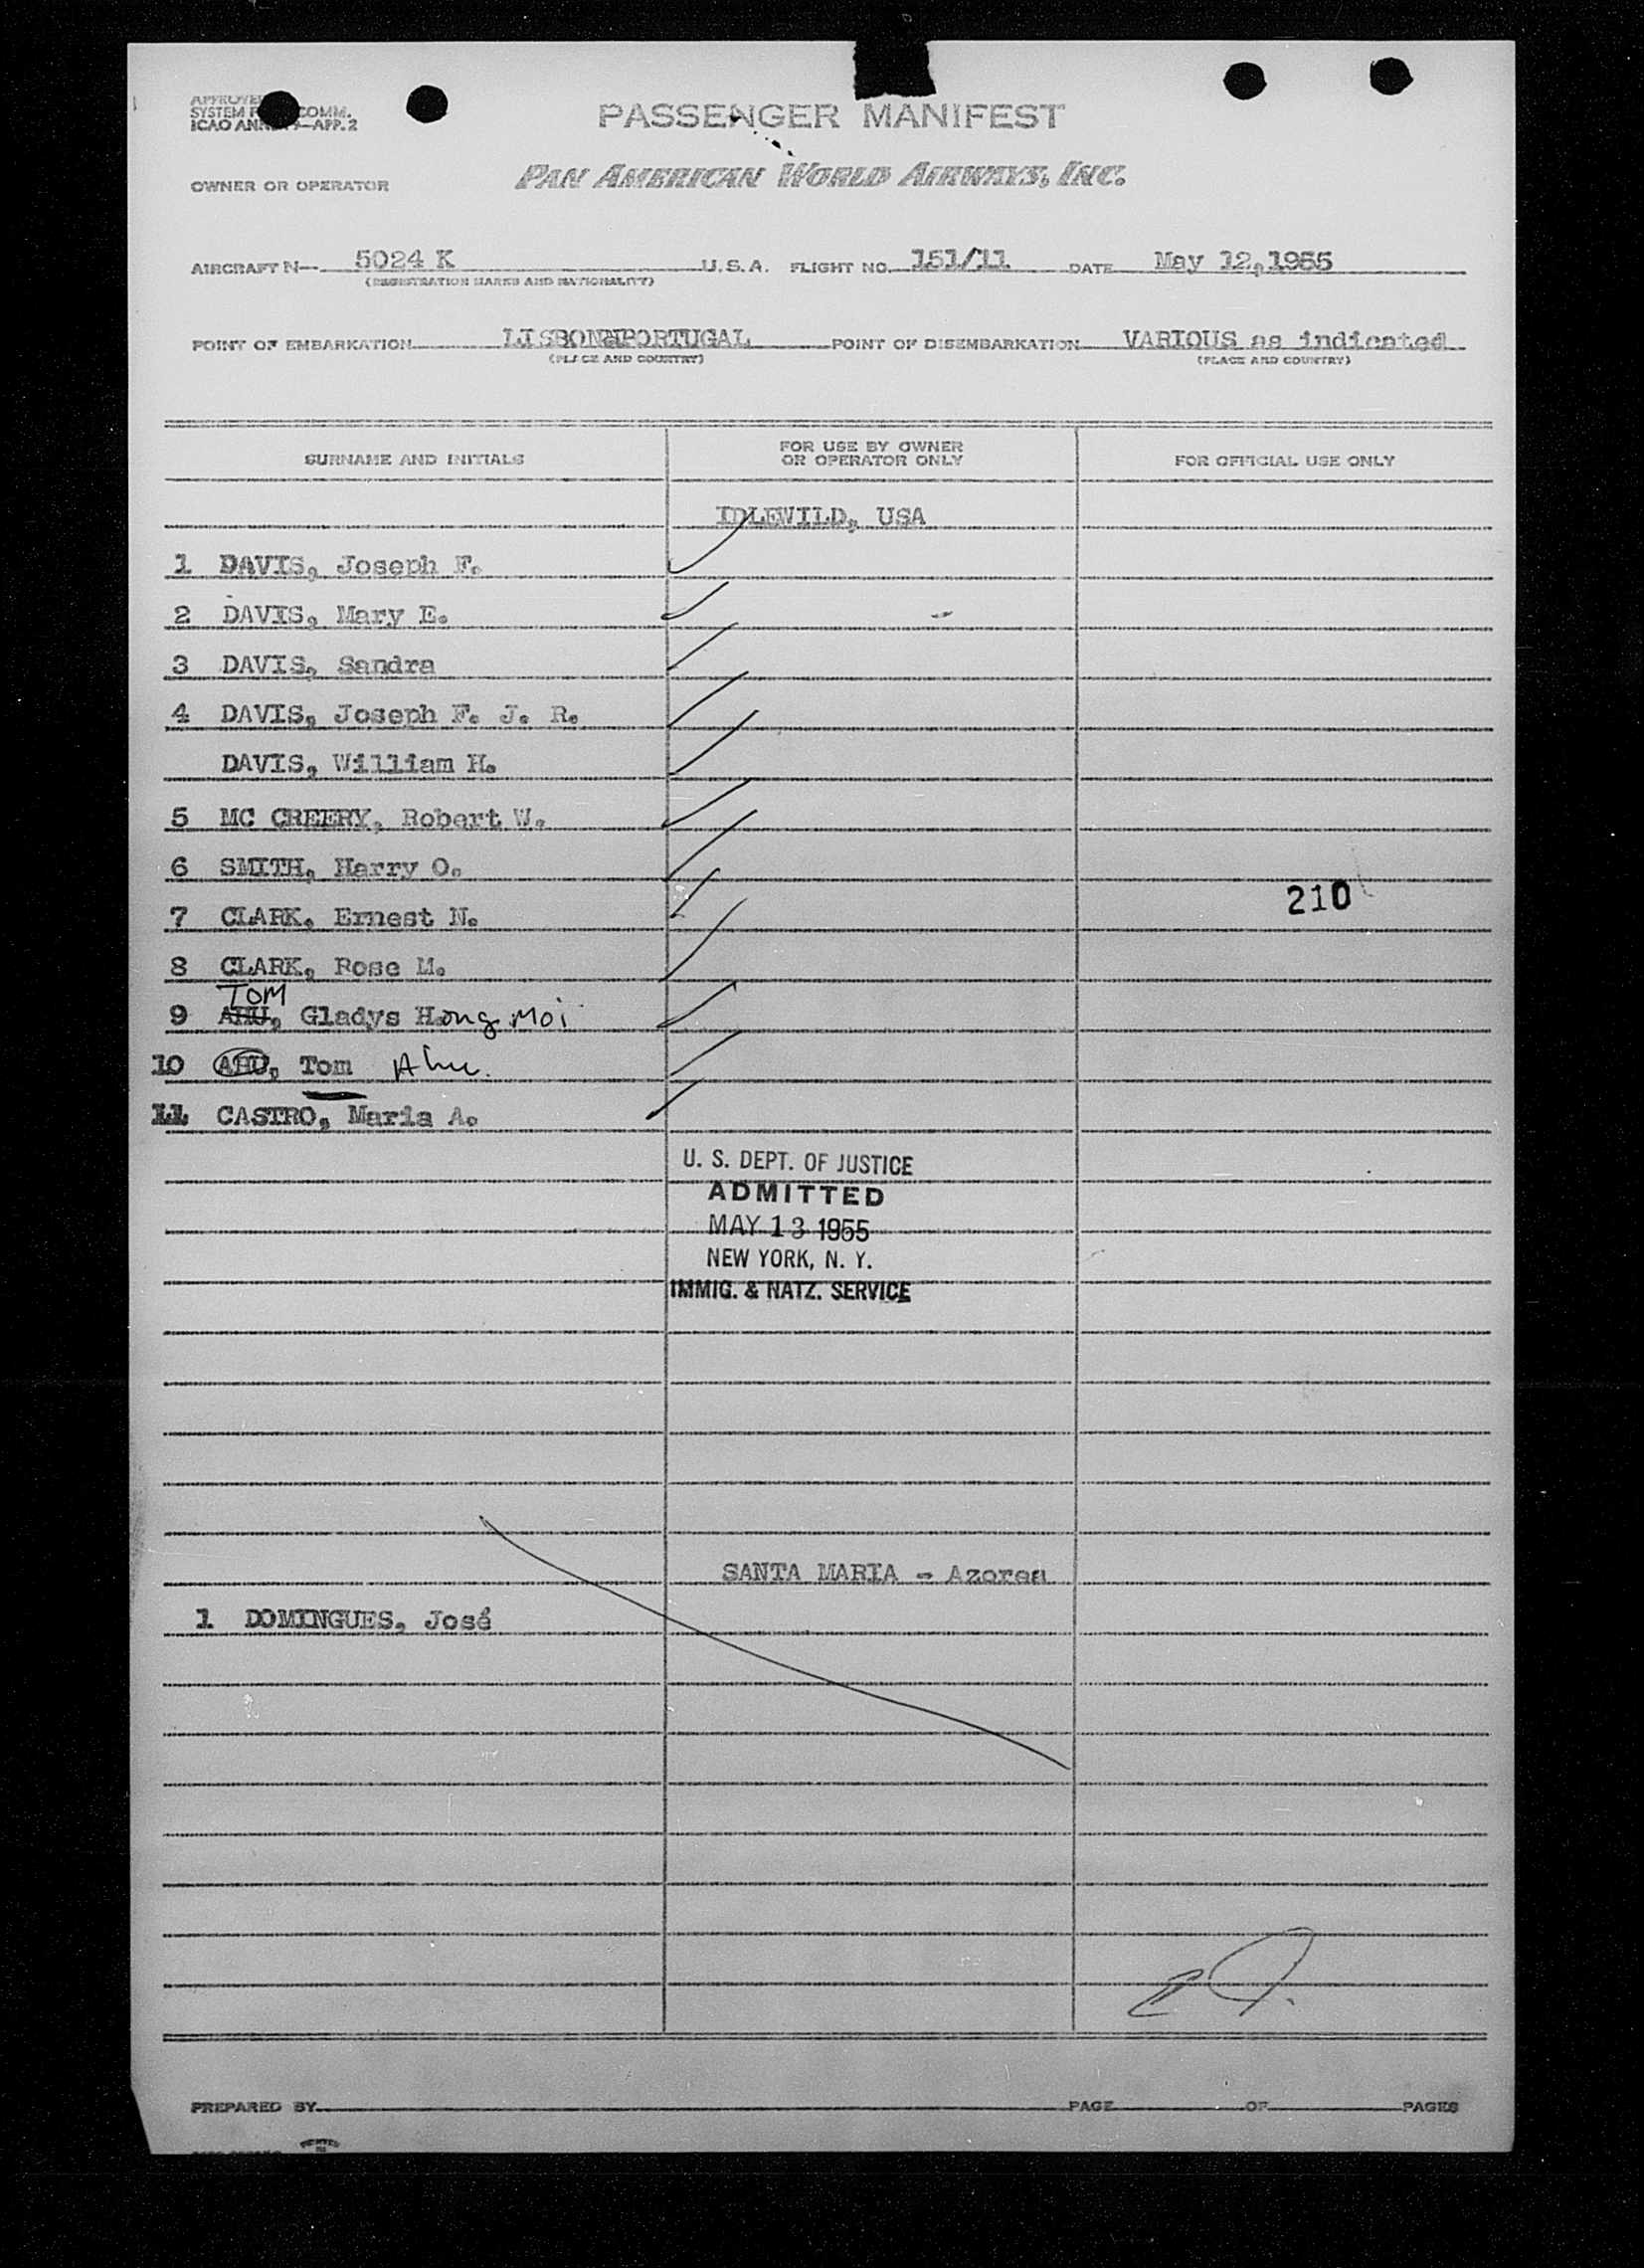 APPROVED
SYSTEM COMM.
ICAO APP. 2
PASSENGER MANIFEST
OWNER OR OPERATOR PAN AMERICAN WORLD AIRWAYS, INC.
AIRCRAFT N— 5024 K U. S. A. FLIGHT NO. 151/11 DATE May 12, 1955
(REGISTRATION MARKS AND NATIONALITY)
POINT OF EMBARKATION LISBON PORTUGAL POINT OF DISEMBARKATION VARIOUS as indicated
(PLACE AND COUNTRY) (PLACE AND COUNTRY)
SURNAME AND INITIALS FOR USE BY OWNER OR OPERATOR ONLY FOR OFFICIAL USE ONLY
IDLEWILD, USA
1 DAVIS, Joseph F.
2 DAVIS, Mary E.
3 DAVIS, Sandra
4 DAVIS, Joseph F. J. R.
DAVIS, William H.
5 MC CREERY, Robert W.
6 SMITH, Harry O.
210
7 CLARK, Ernest N.
8 CLARK, Rose M.
TOM
9 AHU, Gladys Hong Moi
10 AHU, Tom Ahu.
11 CASTRO, Maria A.
U. S. DEPT. OF JUSTICE
ADMITTED
MAY 13 1955
NEW YORK, N. Y.
IMMIG. & NATZ. SERVICE
SANTA MARIA - Azores
1 DOMINGUES, José
PREPARED BY PAGE OF PAGES